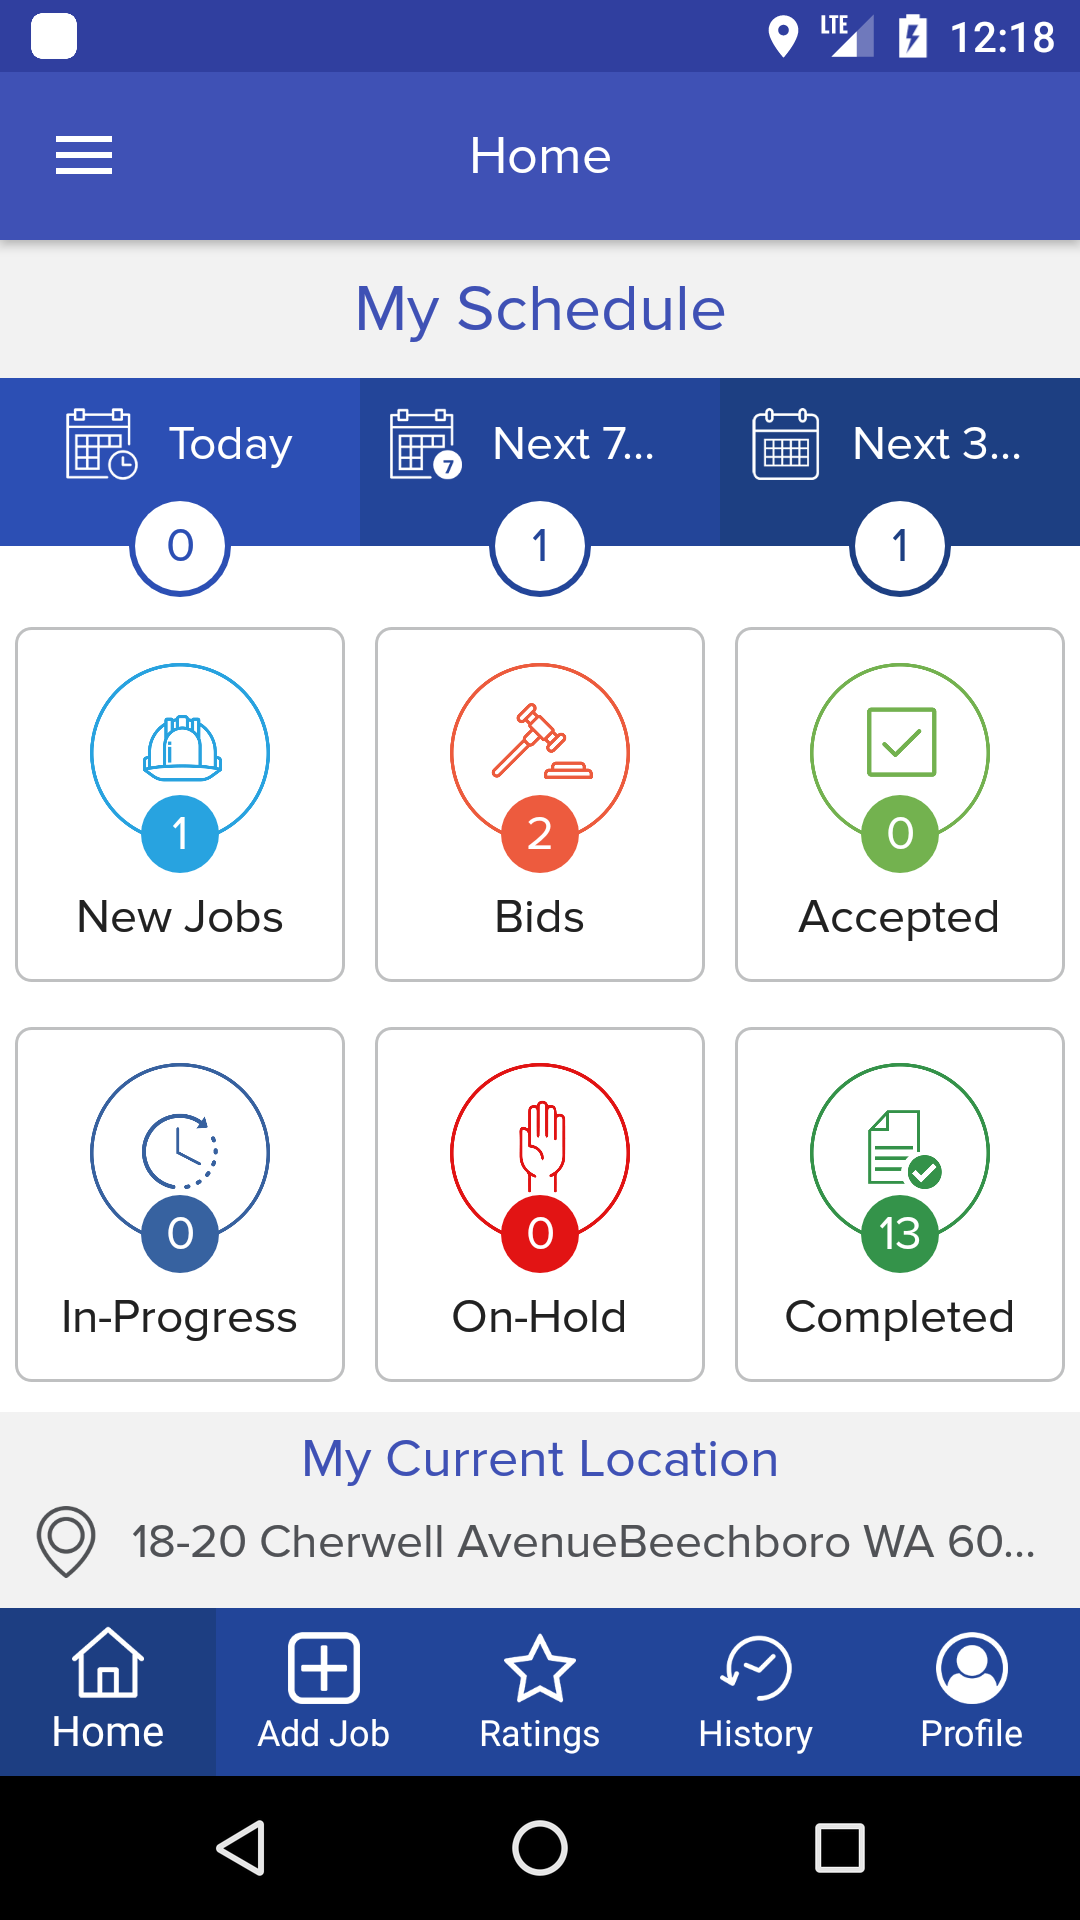 LTE 12:18
Home
My Schedule
Today
7 Next 7...
Next 3...
0
1
1
1
2
0
New Jobs
Bids
Accepted
0
0
13
In-Progress
On-Hold
Completed
My Current Location
18-20 Cherwell AvenueBeechboro WA 60...
Home
Add Job
Ratings
History
Profile